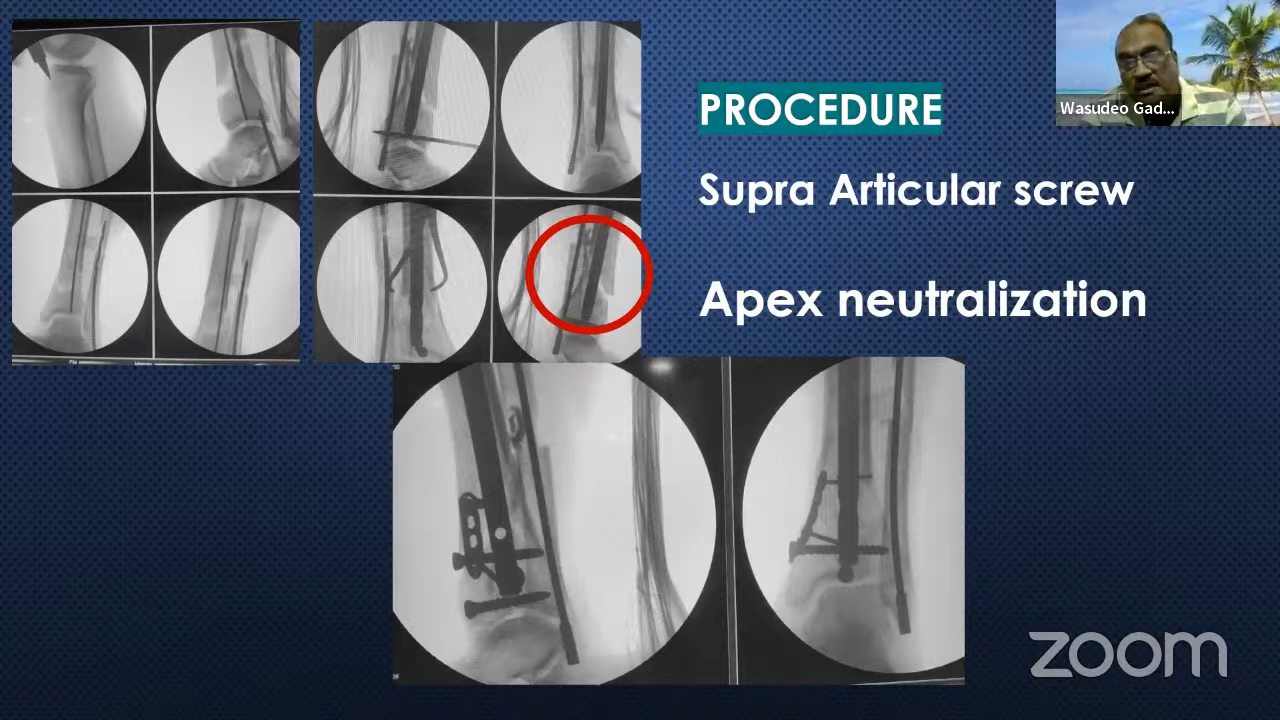 PROCEDURE
Wasudeo Gad...
Supra Articular screw
Apex neutralization
zoom